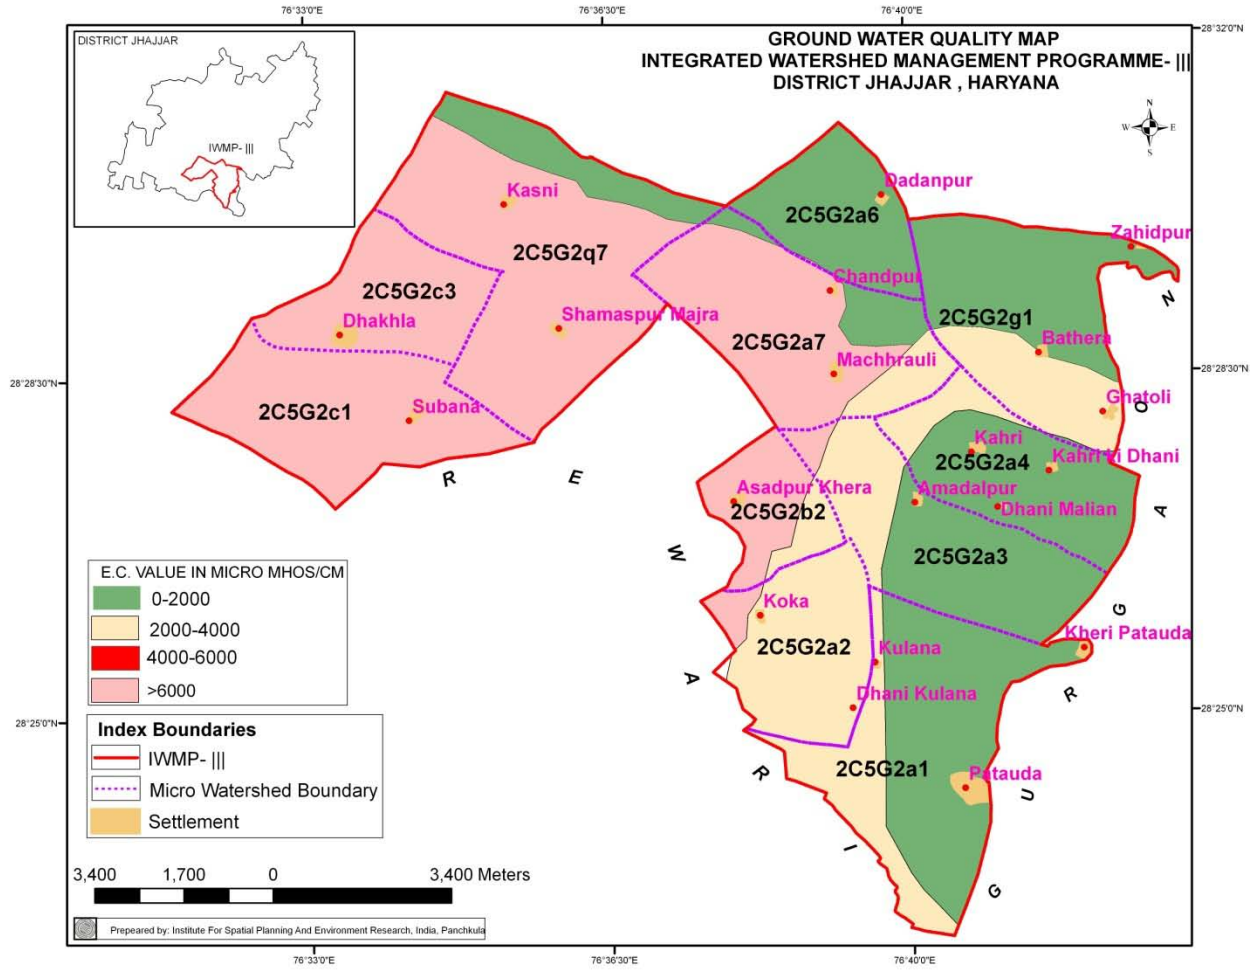 76°33'0"E
76°36'30"E
76°40'0"E
28°32'0"N
DISTRICT JHAJJAR
IWMP- |||
GROUND WATER QUALITY MAP
INTEGRATED WATERSHED MANAGEMENT PROGRAMME- |||
DISTRICT JHAJJAR , HARYANA
N
W
E
S
Kasni
Dadanpur
2C5G2a6
Zahidpur
2C5G2q7
Chandpur
2C5G2c3
N
Dhakhla
Shamaspur Majra
2C5G2g1
2C5G2a7
Bathera
Machhrauli
28°28'30"N
28°28'30"N
2C5G2c1
Subana
Ghatoli
O
Kahri
Kahri ki Dhani
2C5G2a4
R
E
Asadpur Khera
Amadalpur
2C5G2b2
Dhani Malian
A
W
2C5G2a3
E.C. VALUE IN MICRO MHOS/CM
0-2000
2000-4000
4000-6000
>6000
Koka
G
Kheri Patauda
2C5G2a2
Kulana
A
Dhani Kulana
R
28°25'0"N
28°25'0"N
Index Boundaries
IWMP- |||
Micro Watershed Boundary
Settlement
R
2C5G2a1
Patauda
U
I
G
3,400
1,700
0
3,400 Meters
Prepeared by: Institute For Spatial Planning And Environment Research, India, Panchkula
76°33'0"E
76°36'30"E
76°40'0"E